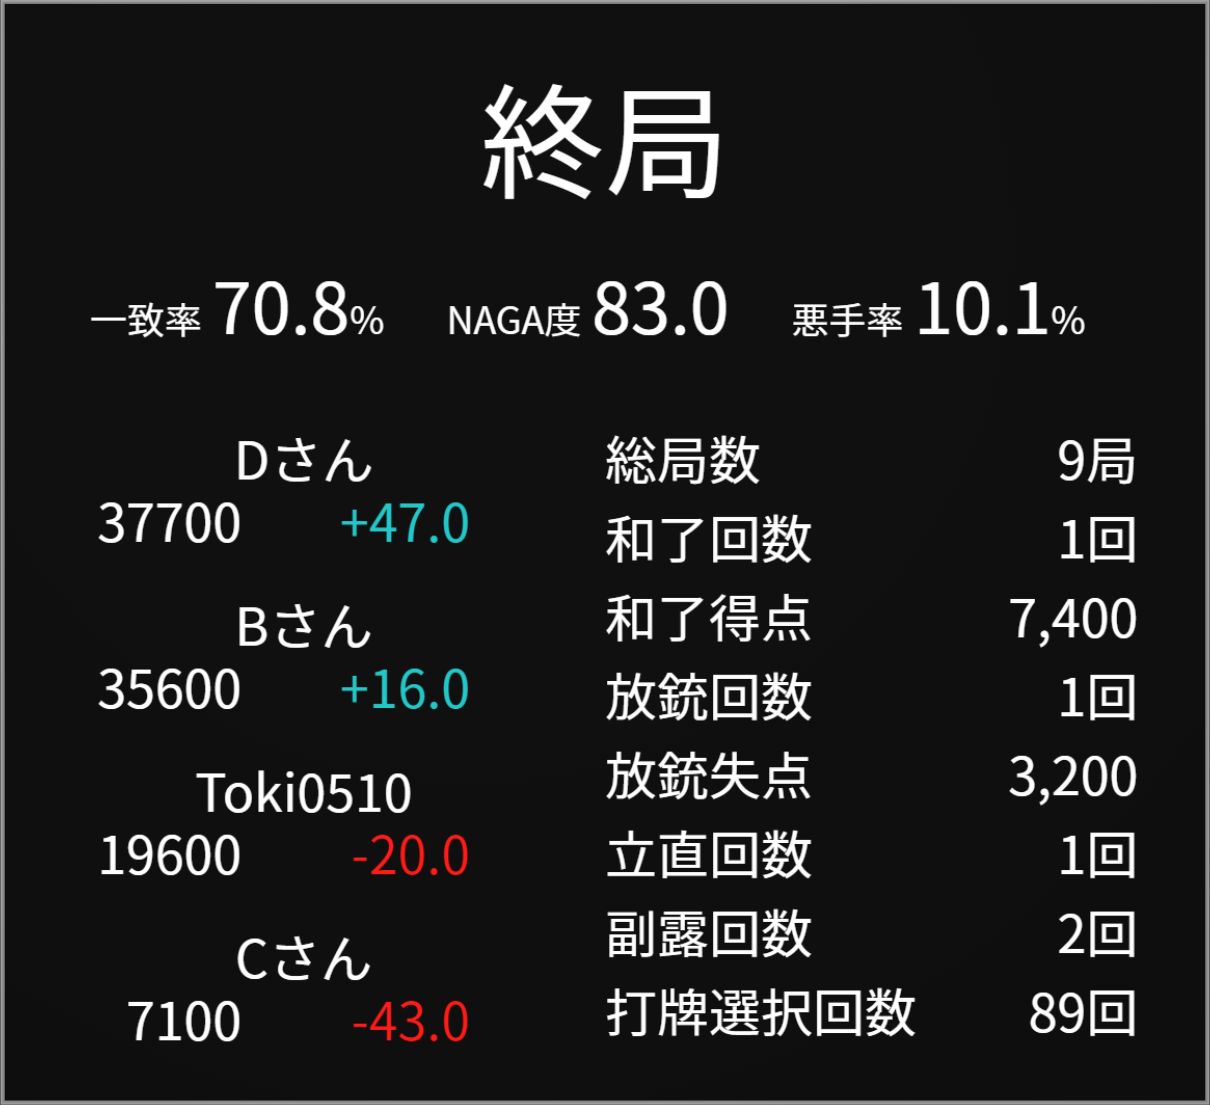 終局
一致率 70.8% NAGA度 83.0 悪手率 10.1%
Dさん
37700 +47.0
Bさん
35600 +16.0
Toki0510
19600 -20.0
Cさん
7100 -43.0
総局数 9局
和了回数 1回
和了得点 7,400
放銃回数 1回
放銃失点 3,200
立直回数 1回
副露回数 2回
打牌選択回数 89回